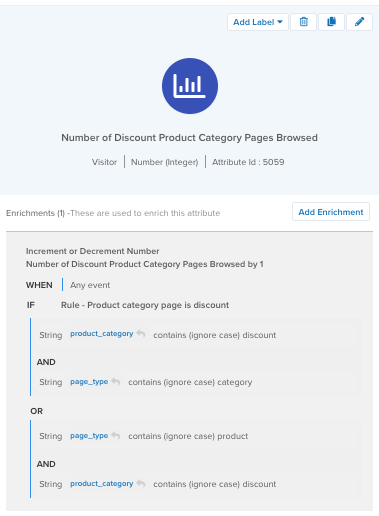 Add Label
Number of Discount Product Category Pages Browsed
Visitor | Number (Integer) | Attribute Id : 5059
Enrichments (1) -These are used to enrich this attribute
Add Enrichment
Increment or Decrement Number
Number of Discount Product Category Pages Browsed by 1
WHEN Any event
IF Rule - Product category page is discount
String product_category contains (ignore case) discount
AND
String page_type contains (ignore case) category
OR
String page_type contains (ignore case) product
AND
String product_category contains (ignore case) discount